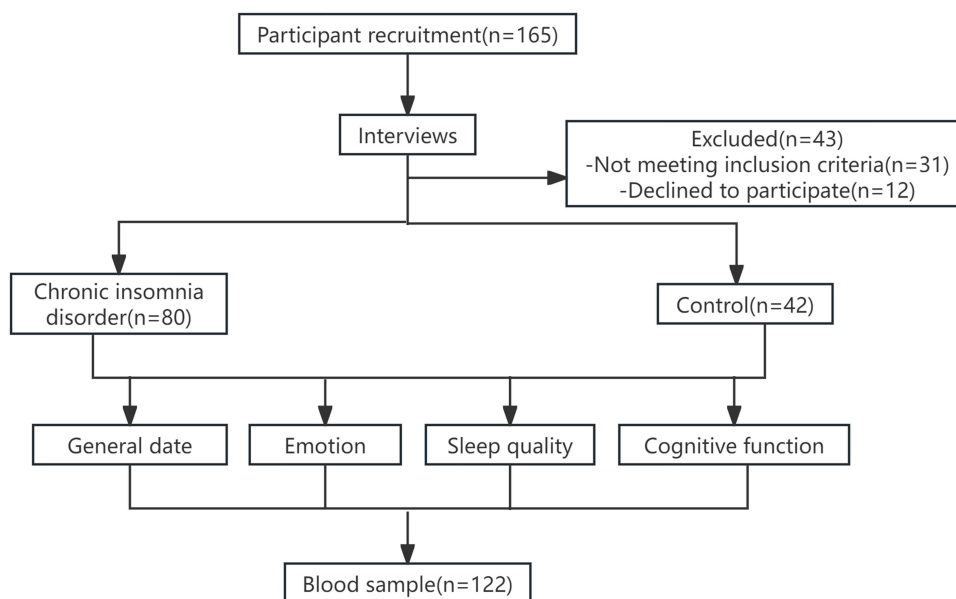 Participant recruitment(n=165)
Interviews
Excluded(n=43)
-Not meeting inclusion criteria(n=31)
-Declined to participate(n=12)
Chronic insomnia
disorder(n=80)
Control(n=42)
General date
Emotion
Sleep quality
Cognitive function
Blood sample(n=122)